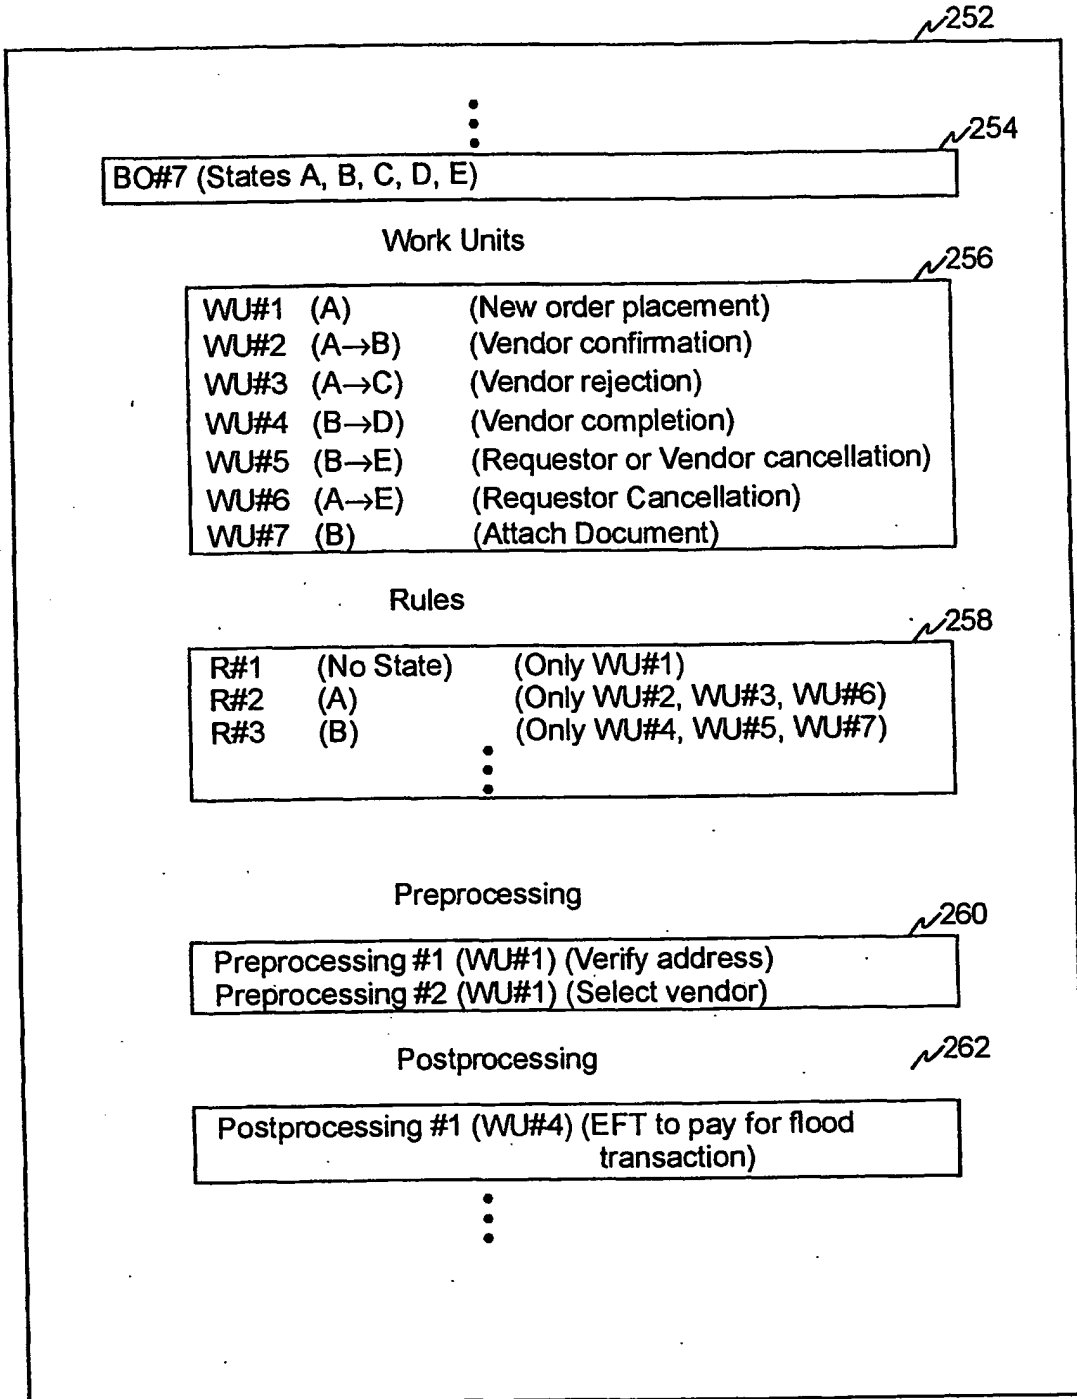 252
254
BO#7 (States A, B, C, D, E)
Work Units
256
WU#1 (A) (New order placement)
WU#2 (A→B) (Vendor confirmation)
WU#3 (A→C) (Vendor rejection)
WU#4 (B→D) (Vendor completion)
WU#5 (B→E) (Requestor or Vendor cancellation)
WU#6 (A→E) (Requestor Cancellation)
WU#7 (B) (Attach Document)
Rules
258
R#1 (No State) (Only WU#1)
R#2 (A) (Only WU#2, WU#3, WU#6)
R#3 (B) (Only WU#4, WU#5, WU#7)
Preprocessing
260
Preprocessing #1 (WU#1) (Verify address)
Preprocessing #2 (WU#1) (Select vendor)
Postprocessing
262
Postprocessing #1 (WU#4) (EFT to pay for flood
transaction)